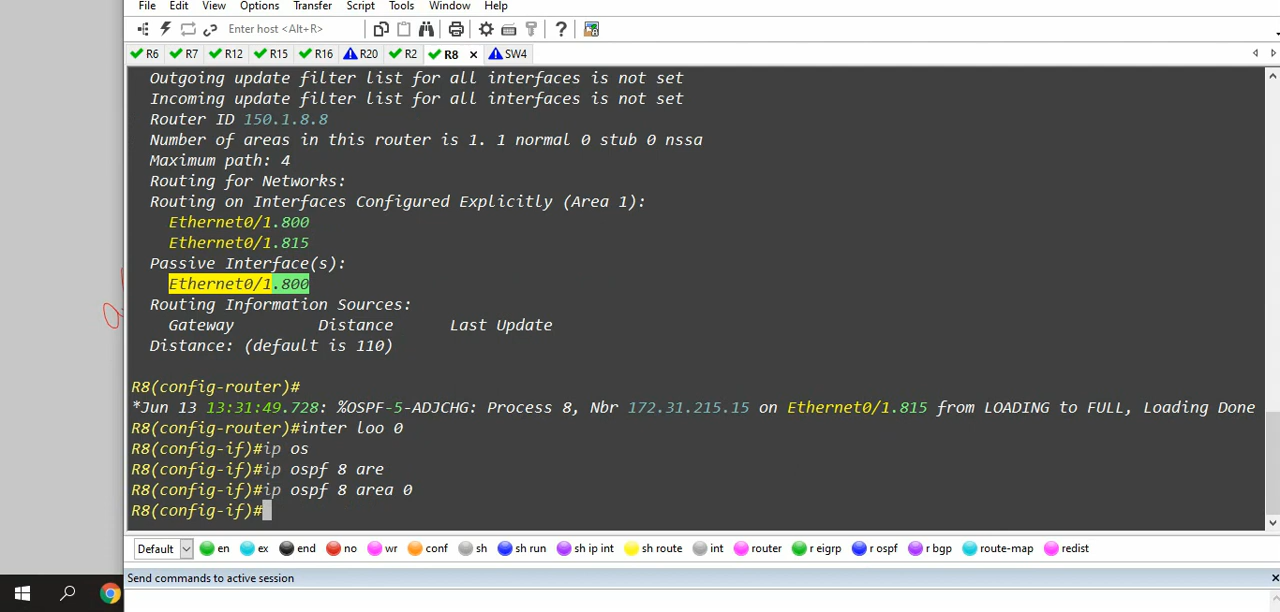 File Edit View Options Transfer Script Tools Window Help
Enter host <Alt+R>
R6 R7 R12 R15 R16 R20 R2 R8 × SW4
Outgoing update filter list for all interfaces is not set
Incoming update filter list for all interfaces is not set
Router ID 150.1.8.8
Number of areas in this router is 1. 1 normal 0 stub 0 nssa
Maximum path: 4
Routing for Networks:
Routing on Interfaces Configured Explicitly (Area 1):
Ethernet0/1.800
Ethernet0/1.815
Passive Interface(s):
Ethernet0/1.800
Routing Information Sources:
Gateway Distance Last Update
Distance: (default is 110)
R8(config-router)#
*Jun 13 13:31:49.728: %OSPF-5-ADJCHG: Process 8, Nbr 172.31.215.15 on Ethernet0/1.815 from LOADING to FULL, Loading Done
R8(config-router)#inter loo 0
R8(config-if)#ip os
R8(config-if)#ip ospf 8 are
R8(config-if)#ip ospf 8 area 0
R8(config-if)#
Default en ex end no wr conf sh sh run sh ip int sh route int router r eigrp r ospf r bgp route-map redist
Send commands to active session ×